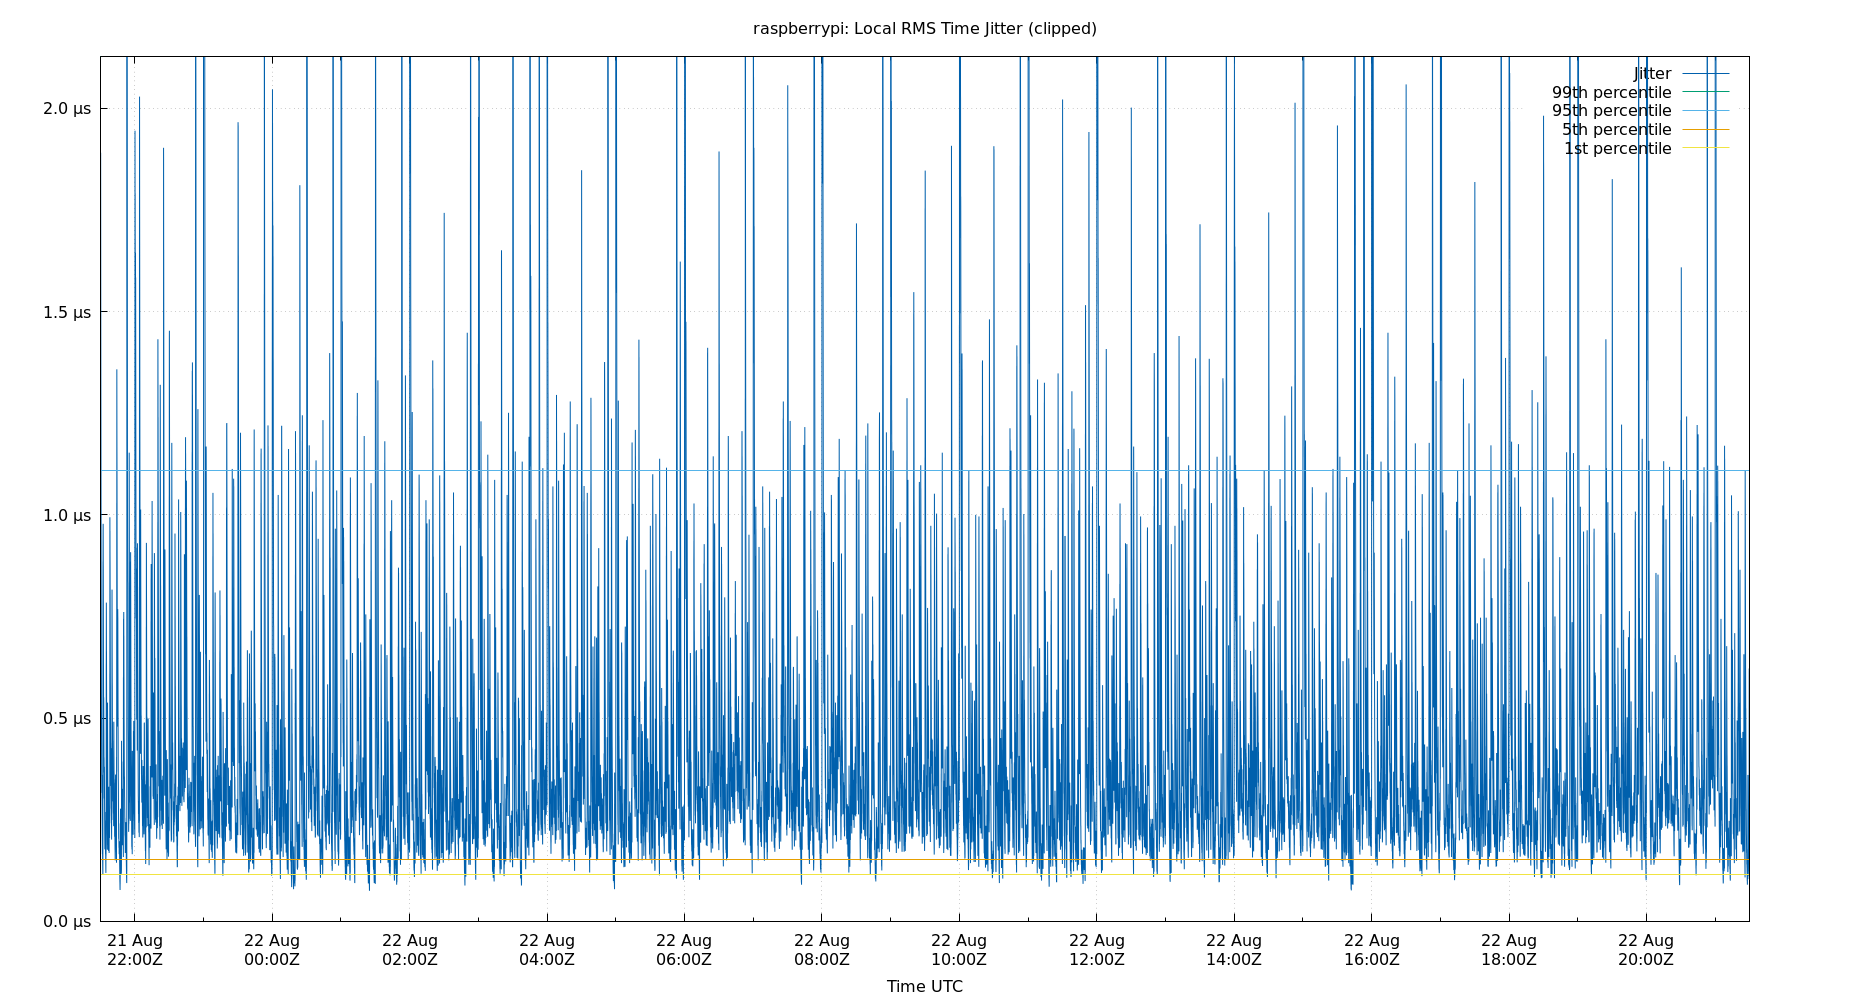 raspberrypi: Local RMS Time Jitter (clipped)
Jitter
99th percentile
95th percentile
5th percentile
1st percentile
2.0 µs
1.5 µs
1.0 µs
0.5 µs
0.0 µs
21 Aug 22 Aug 22 Aug 22 Aug 22 Aug 22 Aug 22 Aug 22 Aug 22 Aug 22 Aug 22 Aug 22 Aug
22:00Z 00:00Z 02:00Z 04:00Z 06:00Z 08:00Z 10:00Z 12:00Z 14:00Z 16:00Z 18:00Z 20:00Z
Time UTC